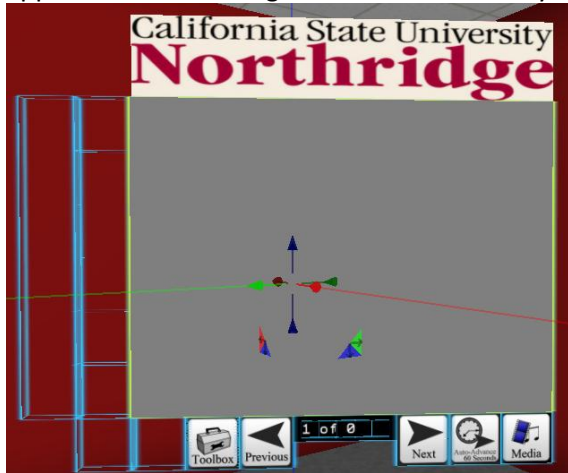 California State University
Northridge
1 of 0
Toolbox
Previous
Next
Auto-Advance
60 Seconds
Media